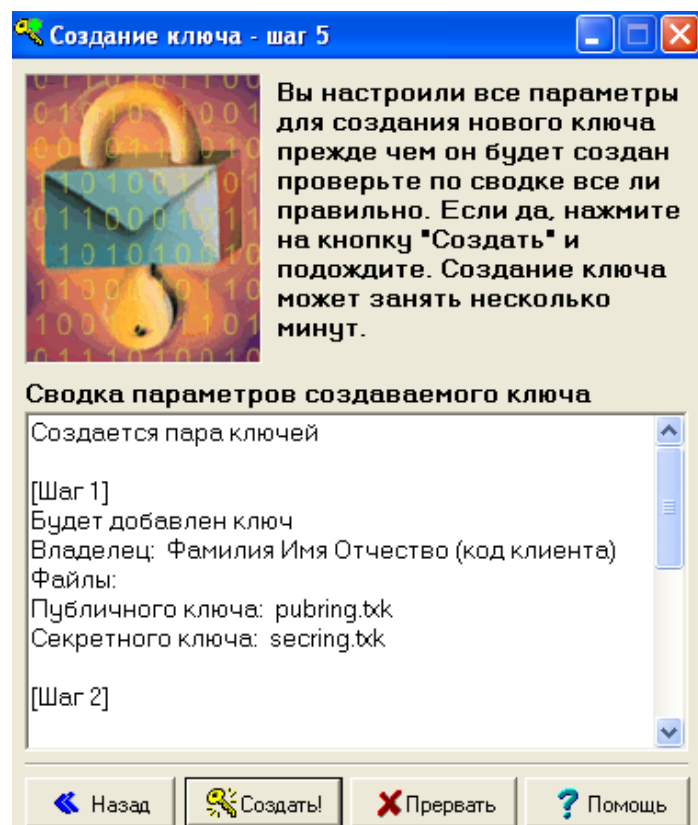 Создание ключа - шаг 5
Вы настроили все параметры
для создания нового ключа
прежде чем он будет создан
проверьте по сводке все ли
правильно. Если да, нажмите
на кнопку "Создать" и
подождите. Создание ключа
может занять несколько
минут.
Сводка параметров создаваемого ключа
Создается пара ключей
[Шаг 1]
Будет добавлен ключ
Владелец: Фамилия Имя Отчество (код клиента)
Файлы:
Публичного ключа: pubring.txk
Секретного ключа: secring.txk
[Шаг 2]
Назад
Создать!
Прервать
Помощь